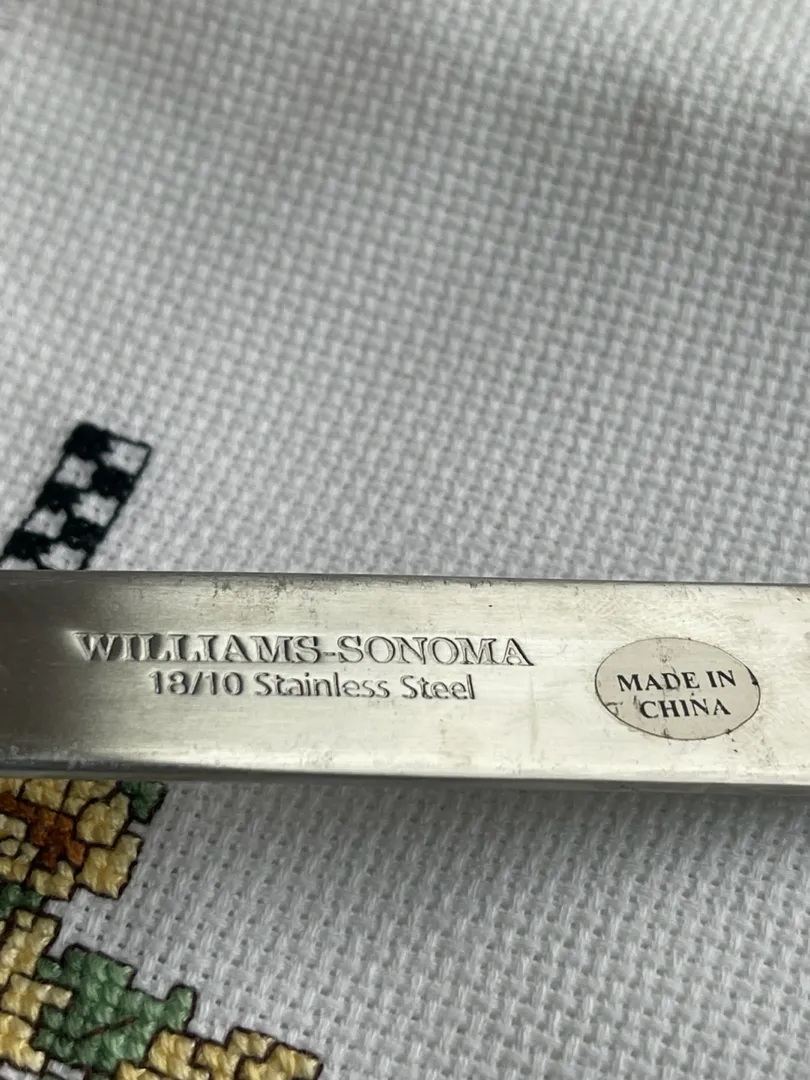 WILLIAMS-SONOMA
18/10 Stainless Steel
MADE IN
CHINA